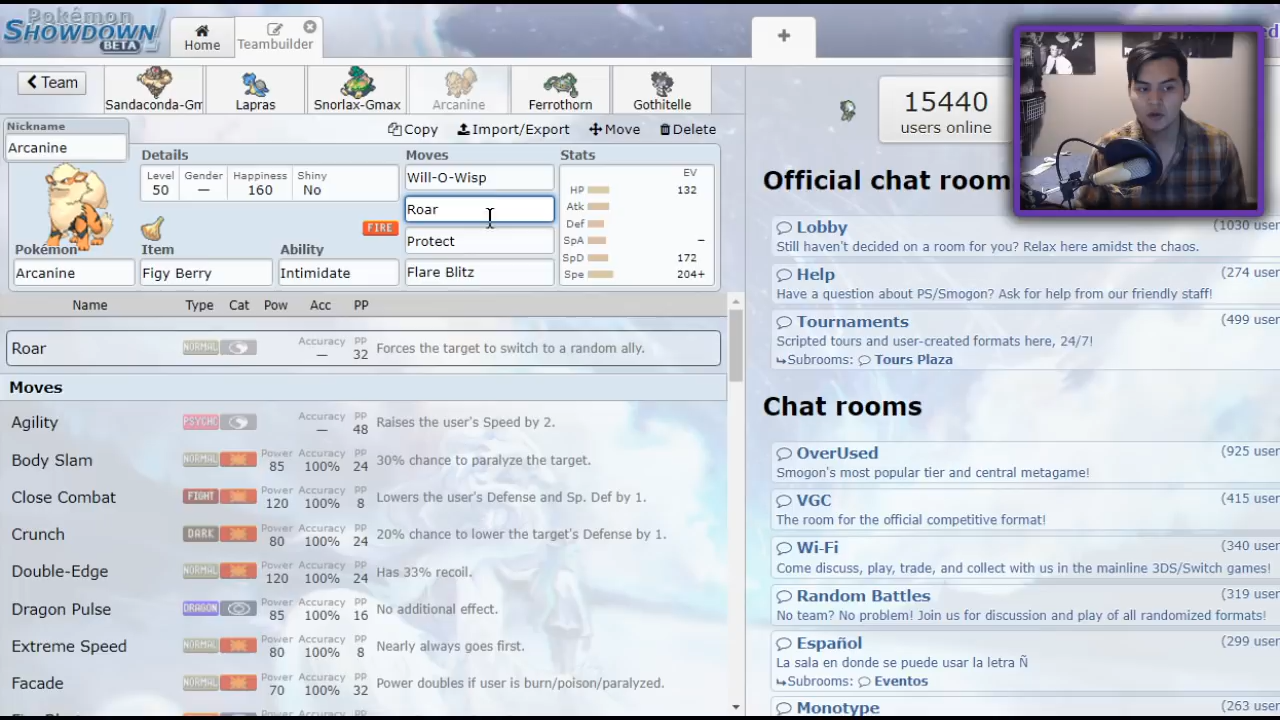 Pokémon
SHOWDOWN
BETA
Home
Teambuilder
+
Team
Sandaconda-Gm
Lapras
Snorlax-Gmax
Arcanine
Ferrothorn
Gothitelle
Copy
Import/Export
Move
Delete
Nickname
Arcanine
Details
Level
50
Gender
—
Happiness
160
Shiny
No
FIRE
Pokémon
Arcanine
Item
Figy Berry
Ability
Intimidate
Moves
Will-O-Wisp
Roar
Protect
Flare Blitz
Stats
EV
HP 132
Atk
Def
SpA –
SpD 172
Spe 204+
Name Type Cat Pow Acc PP
Roar NORMAL Accuracy — PP 32 Forces the target to switch to a random ally.
Moves
Agility PSYCHC Accuracy — PP 48 Raises the user's Speed by 2.
Body Slam NORMAL Power 85 Accuracy 100% PP 24 30% chance to paralyze the target.
Close Combat FIGHT Power 120 Accuracy 100% PP 8 Lowers the user's Defense and Sp. Def by 1.
Crunch DARK Power 80 Accuracy 100% PP 24 20% chance to lower the target's Defense by 1.
Double-Edge NORMAL Power 120 Accuracy 100% PP 24 Has 33% recoil.
Dragon Pulse DRAGON Power 85 Accuracy 100% PP 16 No additional effect.
Extreme Speed NORMAL Power 80 Accuracy 100% PP 8 Nearly always goes first.
Facade NORMAL Power 70 Accuracy 100% PP 32 Power doubles if user is burn/poison/paralyzed.
15440
users online
Official chat room
Lobby (1030 user
Still haven't decided on a room for you? Relax here amidst the chaos.
Help (274 user
Have a question about PS/Smogon? Ask for help from our friendly staff!
Tournaments (499 user
Scripted tours and user-created formats here, 24/7!
↳Subrooms: Tours Plaza
Chat rooms
OverUsed (925 user
Smogon's most popular tier and central metagame!
VGC (415 user
The room for the official competitive format!
Wi-Fi (340 user
Come discuss, play, trade, and collect with us in the mainline 3DS/Switch games!
Random Battles (319 user
No team? No problem! Join us for discussion and play of all randomized formats!
Español (299 user
La sala en donde se puede usar la letra Ñ
↳Subrooms: Eventos
Monotype (263 user